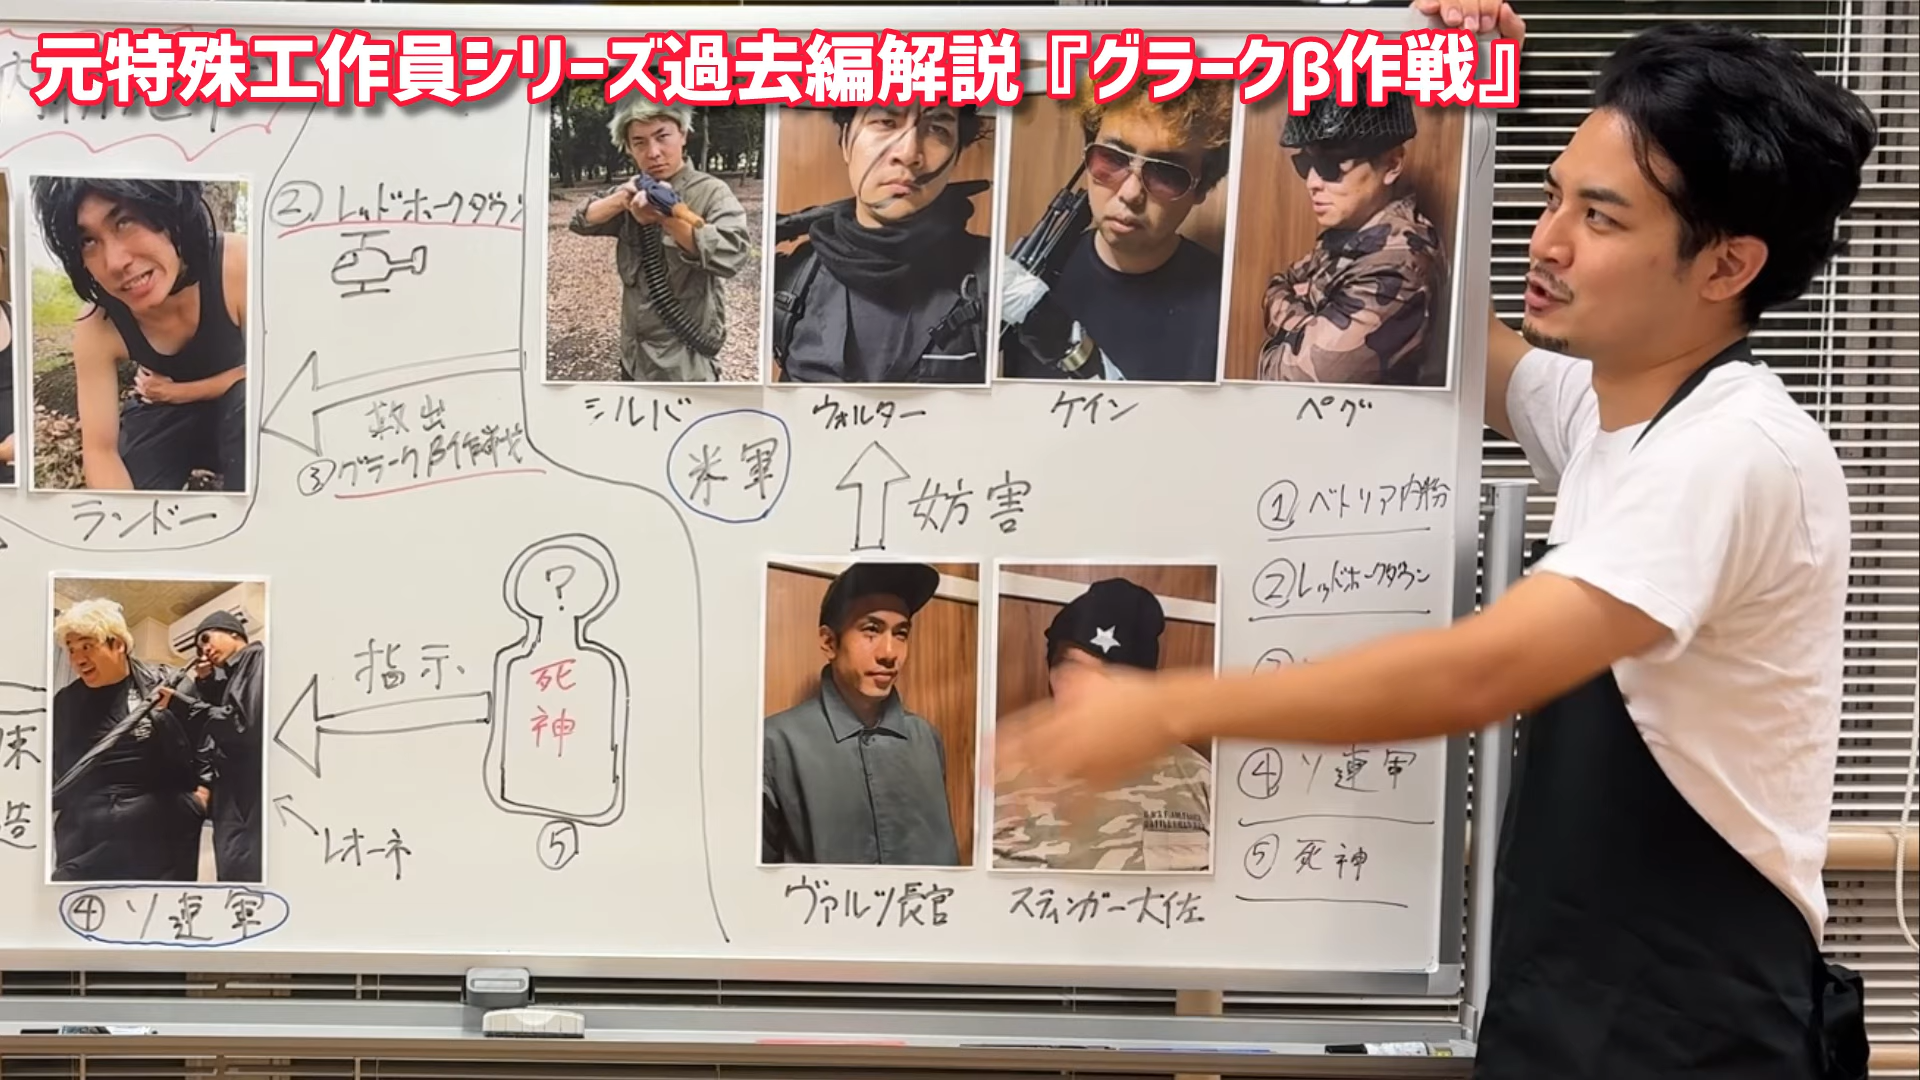 元特殊工作員シリーズ過去編解説『グラークβ作戦』
②レッドホークダウン
シルバ
ウォルター
ケイン
ペグ
救出
③グラークβ作戦
米軍
妨害
ランドー
①ベトリア内紛
②レッドホークダウン
④ソ連軍
⑤死神
?
死神
指示
⑤
レオーネ
④ソ連軍
ヴァルツ長官
スティンガー大佐